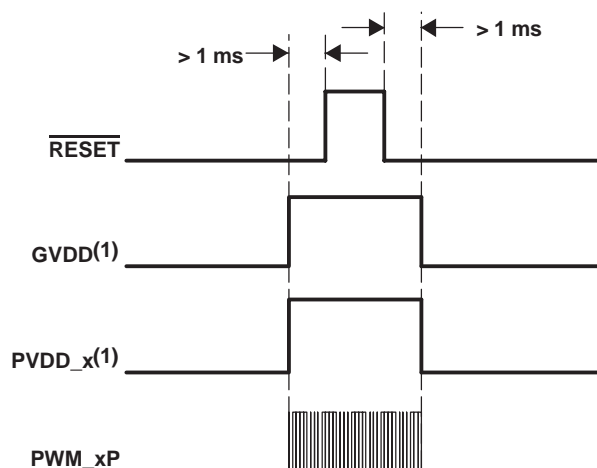 > 1 ms
> 1 ms
RESET
GVDD(1)
PVDD_x(1)
PWM_xP